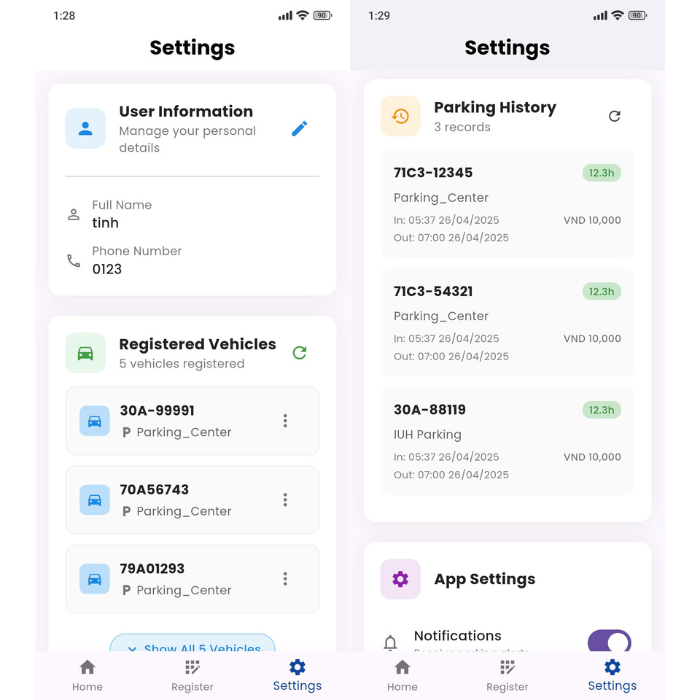 1:28
90
Settings
User Information
Manage your personal
details
Full Name
tinh
Phone Number
0123
Registered Vehicles
5 vehicles registered
30A-99991
P Parking_Center
70A56743
P Parking_Center
79A01293
P Parking_Center
Show All 5 Vehicles
Home
Register
Settings
1:29
90
Settings
Parking History
3 records
71C3-12345
12.3h
Parking_Center
In: 05:37 26/04/2025
VND 10,000
Out: 07:00 26/04/2025
71C3-54321
12.3h
Parking_Center
In: 05:37 26/04/2025
VND 10,000
Out: 07:00 26/04/2025
30A-88119
12.3h
IUH Parking
In: 05:37 26/04/2025
VND 10,000
Out: 07:00 26/04/2025
App Settings
Notifications
Receive parking alerts
Home
Register
Settings